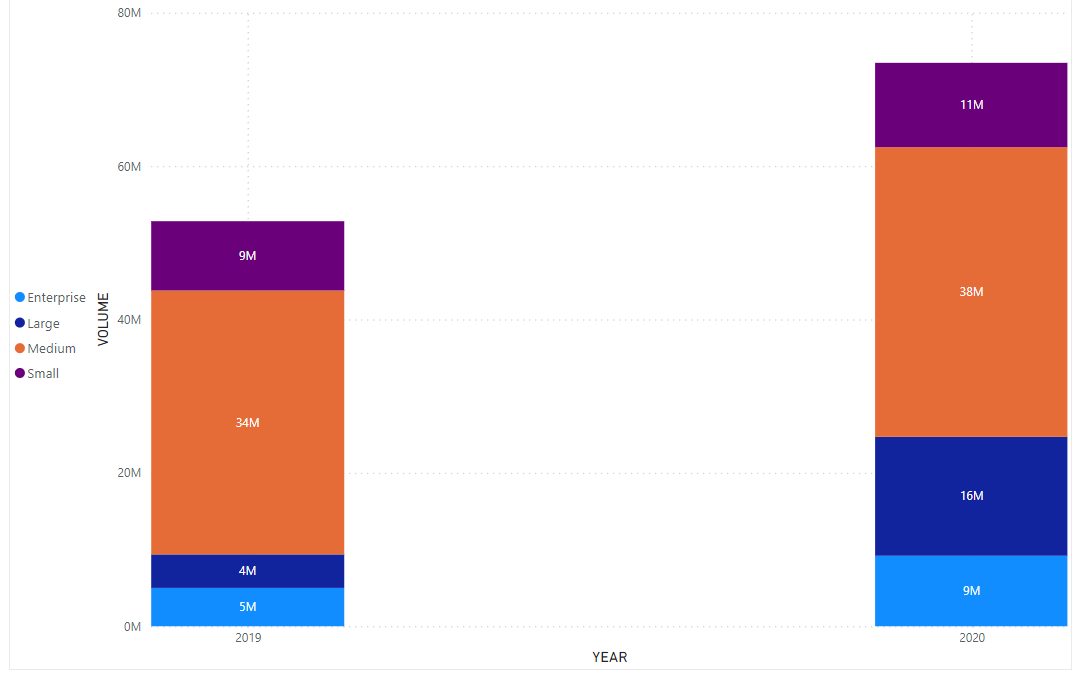 80M
60M
40M
20M
0M
VOLUME
Enterprise
Large
Medium
Small
9M
34M
4M
5M
11M
38M
16M
9M
2019
2020
YEAR